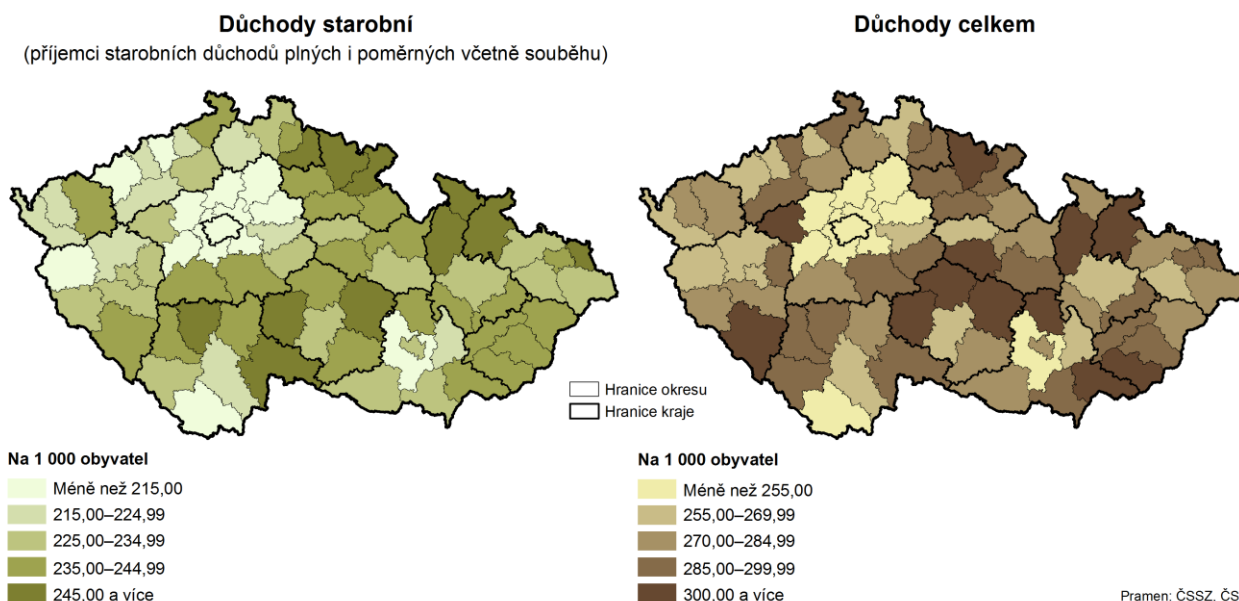 Důchody starobní
(příjemci starobních důchodů plných i poměrných včetně souběhu)
Důchody celkem
Hranice okresu
Hranice kraje
Na 1 000 obyvatel
Méně než 215,00
215,00–224,99
225,00–234,99
235,00–244,99
245,00 a více
Na 1 000 obyvatel
Méně než 255,00
255,00–269,99
270,00–284,99
285,00–299,99
300,00 a více
Pramen: ČSSZ, ČS